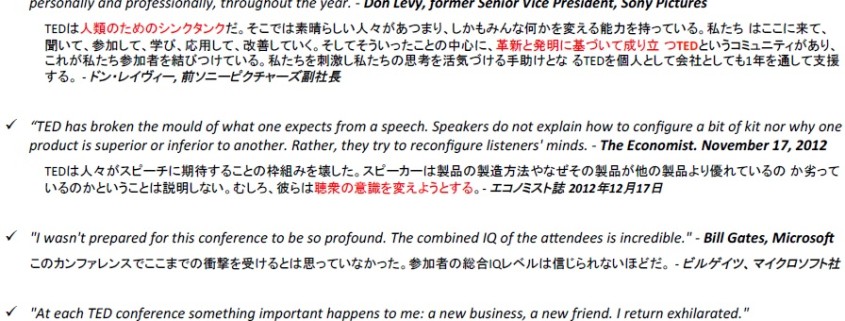 personally and professionally, throughout the year. - Don Levy, former Senior Vice President, Sony Pictures
TEDは人類のためのシンクタンクだ。そこでは素晴らしい人々があつまり、しかもみんな何かを変える能力を持っている。私たち はここに来て、
聞いて、参加して、学び、応用して、改善していく。そしてそういったことの中心に、革新と発明に基づいて成り立 つTEDというコミュニティがあり、
これが私たち参加者を結びつけている。私たちを刺激し私たちの思考を活気づける手助けとな るTEDを個人として会社としても1年を通して支援
する。 - ドン・レイヴィー, 前ソニーピクチャーズ副社長
✓ “TED has broken the mould of what one expects from a speech. Speakers do not explain how to configure a bit of kit nor why one
product is superior or inferior to another. Rather, they try to reconfigure listeners' minds. - The Economist. November 17, 2012
TEDは人々がスピーチに期待することの枠組みを壊した。スピーカーは製品の製造方法やなぜその製品が他の製品より優れているの か劣って
いるのかということは説明しない。むしろ、彼らは聴衆の意識を変えようとする。- エコノミスト誌 2012年12月17日
✓ "I wasn't prepared for this conference to be so profound. The combined IQ of the attendees is incredible." - Bill Gates, Microsoft
このカンファレンスでここまでの衝撃を受けるとは思っていなかった。参加者の総合IQレベルは信じられないほどだ。 - ビルゲイツ、マイクロソフト社
✓ "At each TED conference something important happens to me: a new business, a new friend. I return exhilarated."